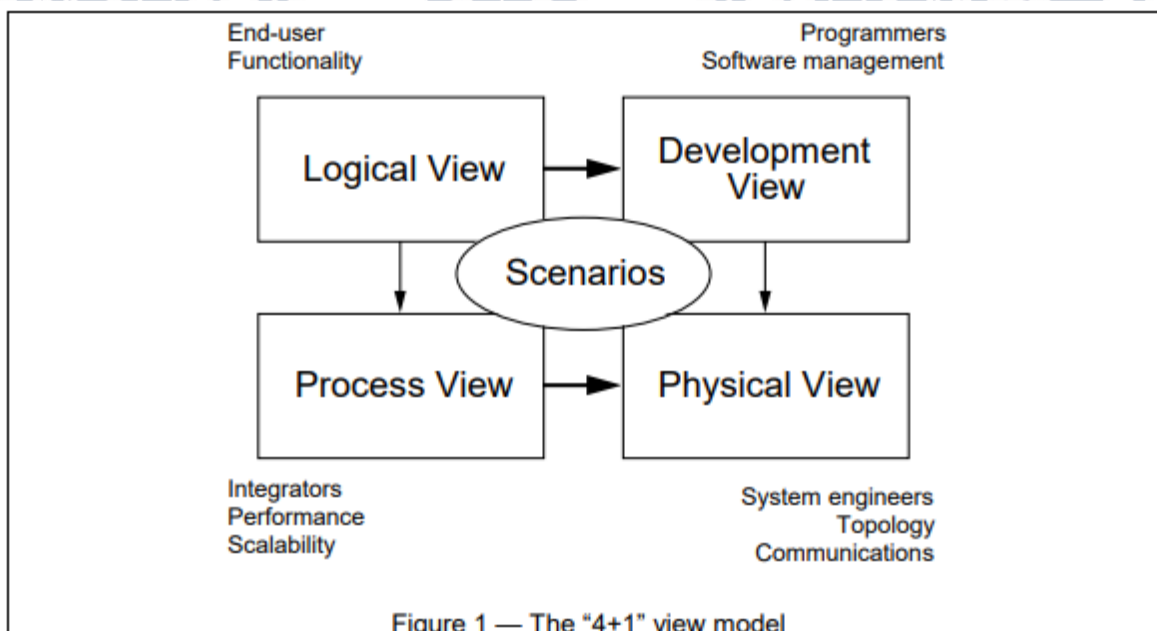 End-user
Functionality
Programmers
Software management
Logical View
Development
View
Scenarios
Process View
Physical View
Integrators
Performance
Scalability
System engineers
Topology
Communications
Figure 1 — The “4+1” view model